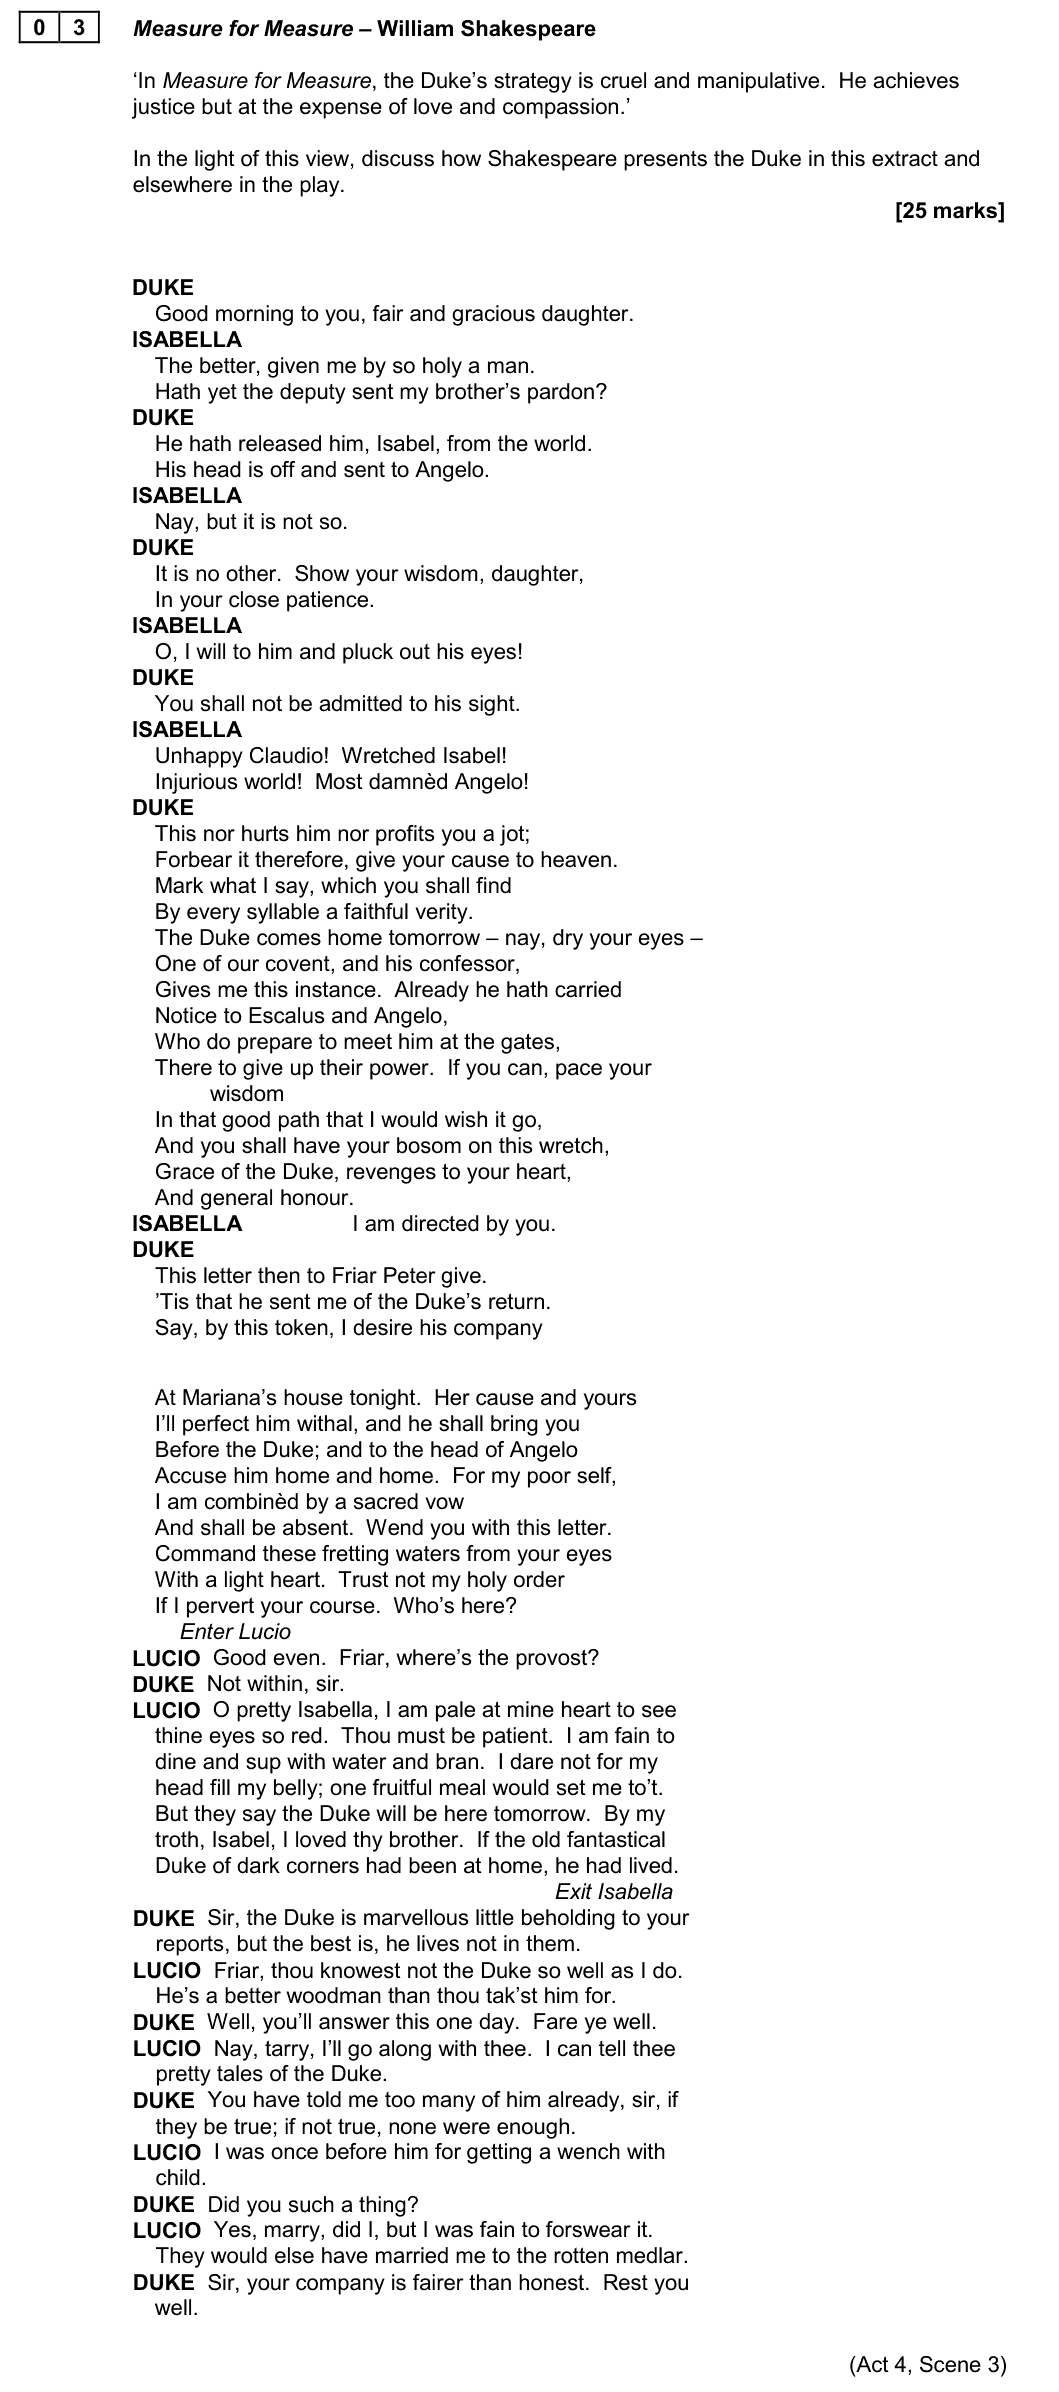 0 3 Measure for Measure – William Shakespeare
‘In Measure for Measure, the Duke’s strategy is cruel and manipulative.  He achieves
justice but at the expense of love and compassion.’
In the light of this view, discuss how Shakespeare presents the Duke in this extract and
elsewhere in the play.
[25 marks]
DUKE
Good morning to you, fair and gracious daughter.
ISABELLA
The better, given me by so holy a man.
Hath yet the deputy sent my brother’s pardon?
DUKE
He hath released him, Isabel, from the world.
His head is off and sent to Angelo.
ISABELLA
Nay, but it is not so.
DUKE
It is no other.  Show your wisdom, daughter,
In your close patience.
ISABELLA
O, I will to him and pluck out his eyes!
DUKE
You shall not be admitted to his sight.
ISABELLA
Unhappy Claudio!  Wretched Isabel!
Injurious world!  Most damnèd Angelo!
DUKE
This nor hurts him nor profits you a jot;
Forbear it therefore, give your cause to heaven.
Mark what I say, which you shall find
By every syllable a faithful verity.
The Duke comes home tomorrow – nay, dry your eyes –
One of our covent, and his confessor,
Gives me this instance.  Already he hath carried
Notice to Escalus and Angelo,
Who do prepare to meet him at the gates,
There to give up their power.  If you can, pace your
wisdom
In that good path that I would wish it go,
And you shall have your bosom on this wretch,
Grace of the Duke, revenges to your heart,
And general honour.
ISABELLA I am directed by you.
DUKE
This letter then to Friar Peter give.
’Tis that he sent me of the Duke’s return.
Say, by this token, I desire his company
At Mariana’s house tonight.  Her cause and yours
I’ll perfect him withal, and he shall bring you
Before the Duke; and to the head of Angelo
Accuse him home and home.  For my poor self,
I am combinèd by a sacred vow
And shall be absent.  Wend you with this letter.
Command these fretting waters from your eyes
With a light heart.  Trust not my holy order
If I pervert your course.  Who’s here?
Enter Lucio
LUCIO  Good even.  Friar, where’s the provost?
DUKE  Not within, sir.
LUCIO  O pretty Isabella, I am pale at mine heart to see
thine eyes so red.  Thou must be patient.  I am fain to
dine and sup with water and bran.  I dare not for my
head fill my belly; one fruitful meal would set me to’t.
But they say the Duke will be here tomorrow.  By my
troth, Isabel, I loved thy brother.  If the old fantastical
Duke of dark corners had been at home, he had lived.
Exit Isabella
DUKE  Sir, the Duke is marvellous little beholding to your
reports, but the best is, he lives not in them.
LUCIO  Friar, thou knowest not the Duke so well as I do.
He’s a better woodman than thou tak’st him for.
DUKE  Well, you’ll answer this one day.  Fare ye well.
LUCIO  Nay, tarry, I’ll go along with thee.  I can tell thee
pretty tales of the Duke.
DUKE  You have told me too many of him already, sir, if
they be true; if not true, none were enough.
LUCIO  I was once before him for getting a wench with
child.
DUKE  Did you such a thing?
LUCIO  Yes, marry, did I, but I was fain to forswear it.
They would else have married me to the rotten medlar.
DUKE  Sir, your company is fairer than honest.  Rest you
well.
(Act 4, Scene 3)